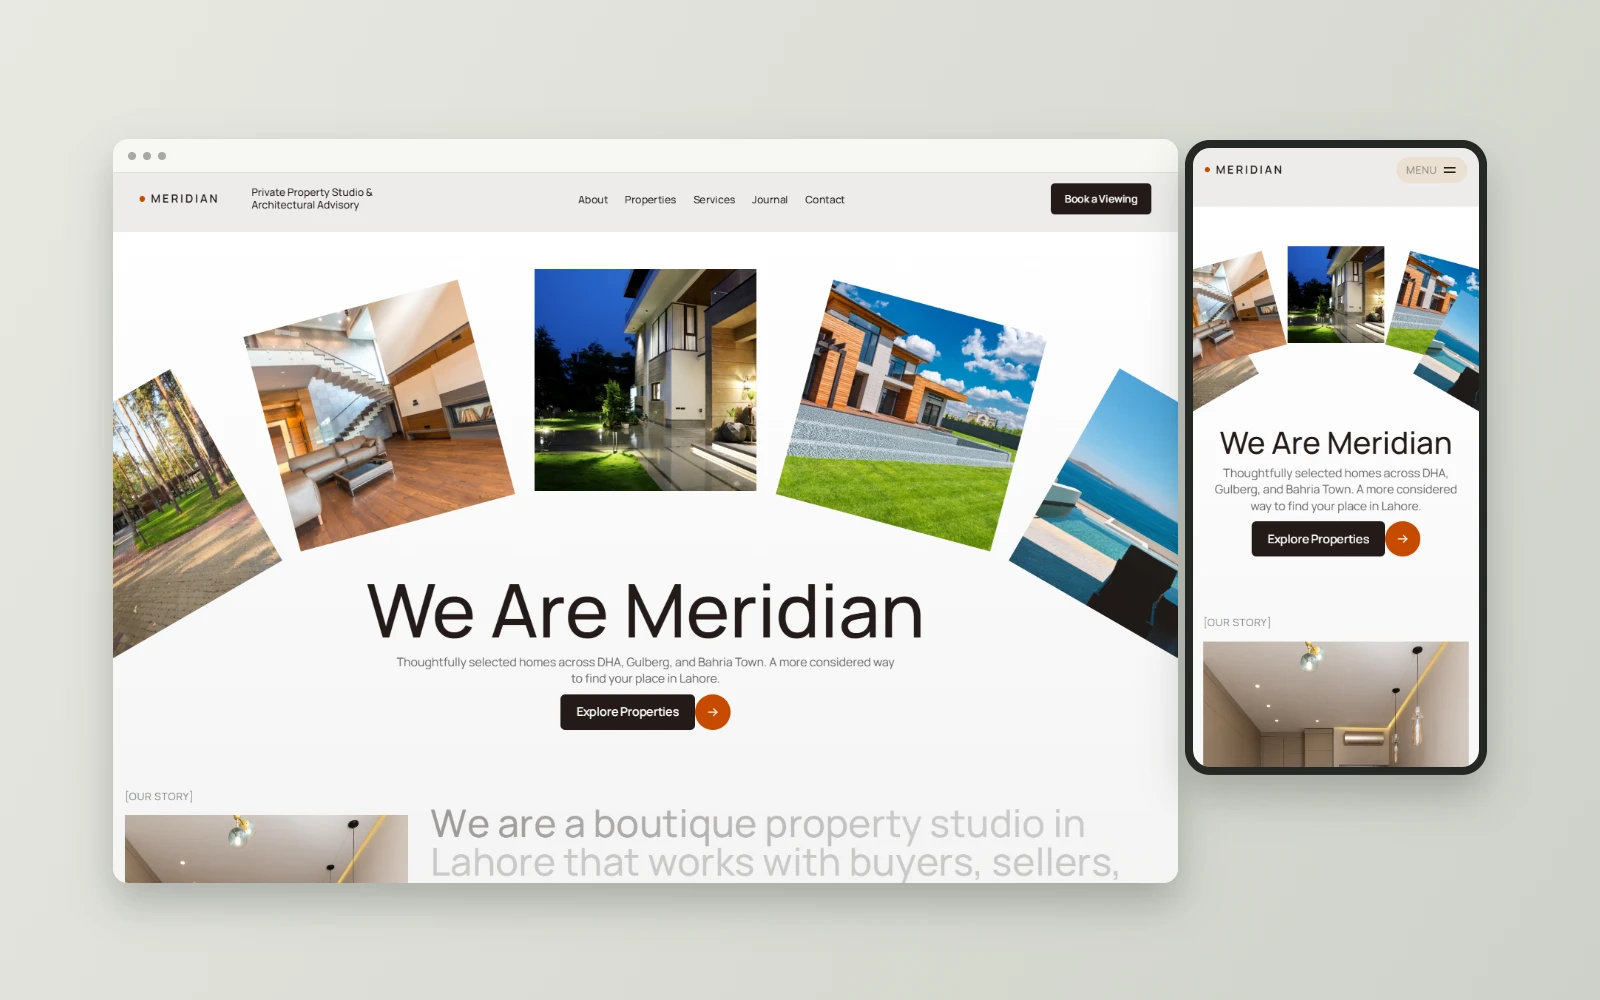 MERIDIAN
Private Property Studio &
Architectural Advisory
About
Properties
Services
Journal
Contact
Book a Viewing
We Are Meridian
Thoughtfully selected homes across DHA, Gulberg, and Bahria Town. A more considered way
to find your place in Lahore.
Explore Properties
[OUR STORY]
We are a boutique property studio in
Lahore that works with buyers, sellers,
MERIDIAN
MENU
We Are Meridian
Thoughtfully selected homes across DHA,
Gulberg, and Bahria Town. A more considered
way to find your place in Lahore.
Explore Properties
[OUR STORY]